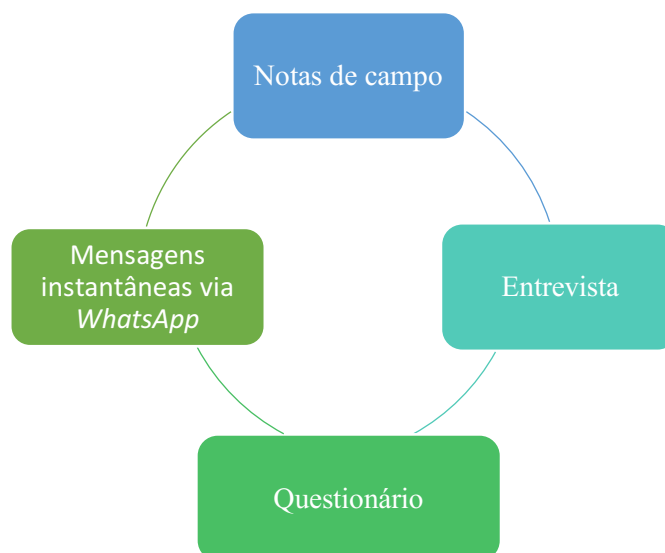 Notas de campo
Mensagens
instantâneas via
WhatsApp
Entrevista
Questionário